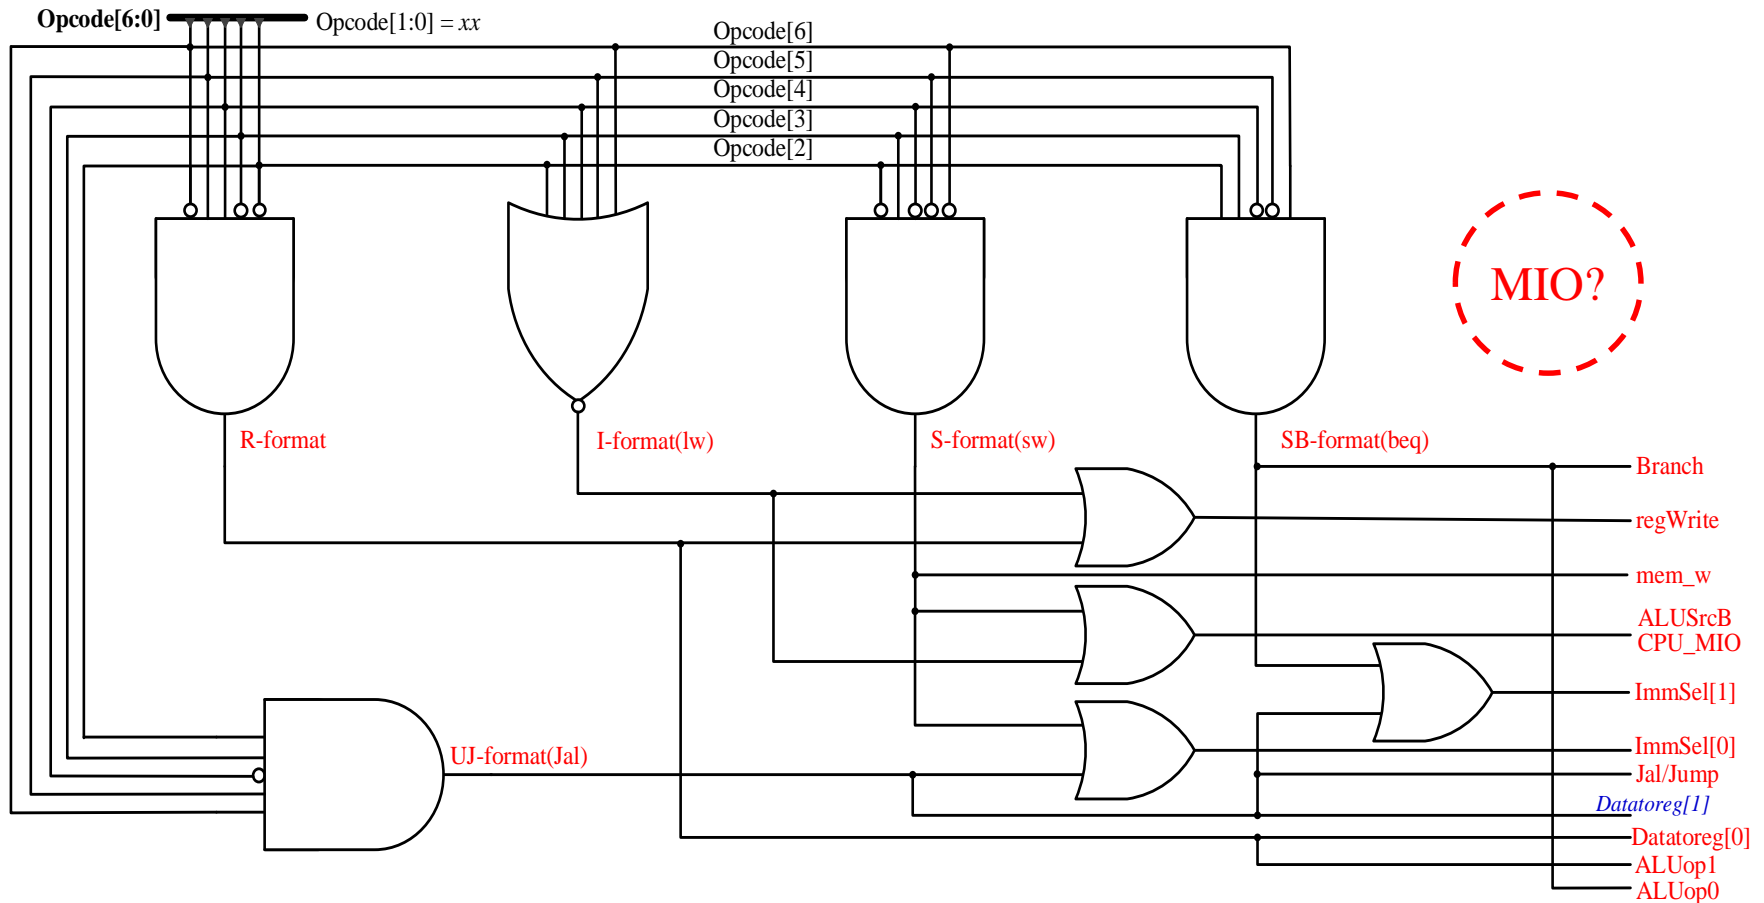 Opcode[6:0]
Opcode[1:0] = xx
Opcode[6]
Opcode[5]
Opcode[4]
Opcode[3]
Opcode[2]
MIO?
R-format
I-format(lw)
S-format(sw)
SB-format(beq)
Branch
regWrite
mem_w
ALUSrcB
CPU_MIO
ImmSel[1]
UJ-format(Jal)
ImmSel[0]
Jal/Jump
Datatoreg[1]
Datatoreg[0]
ALUop1
ALUop0